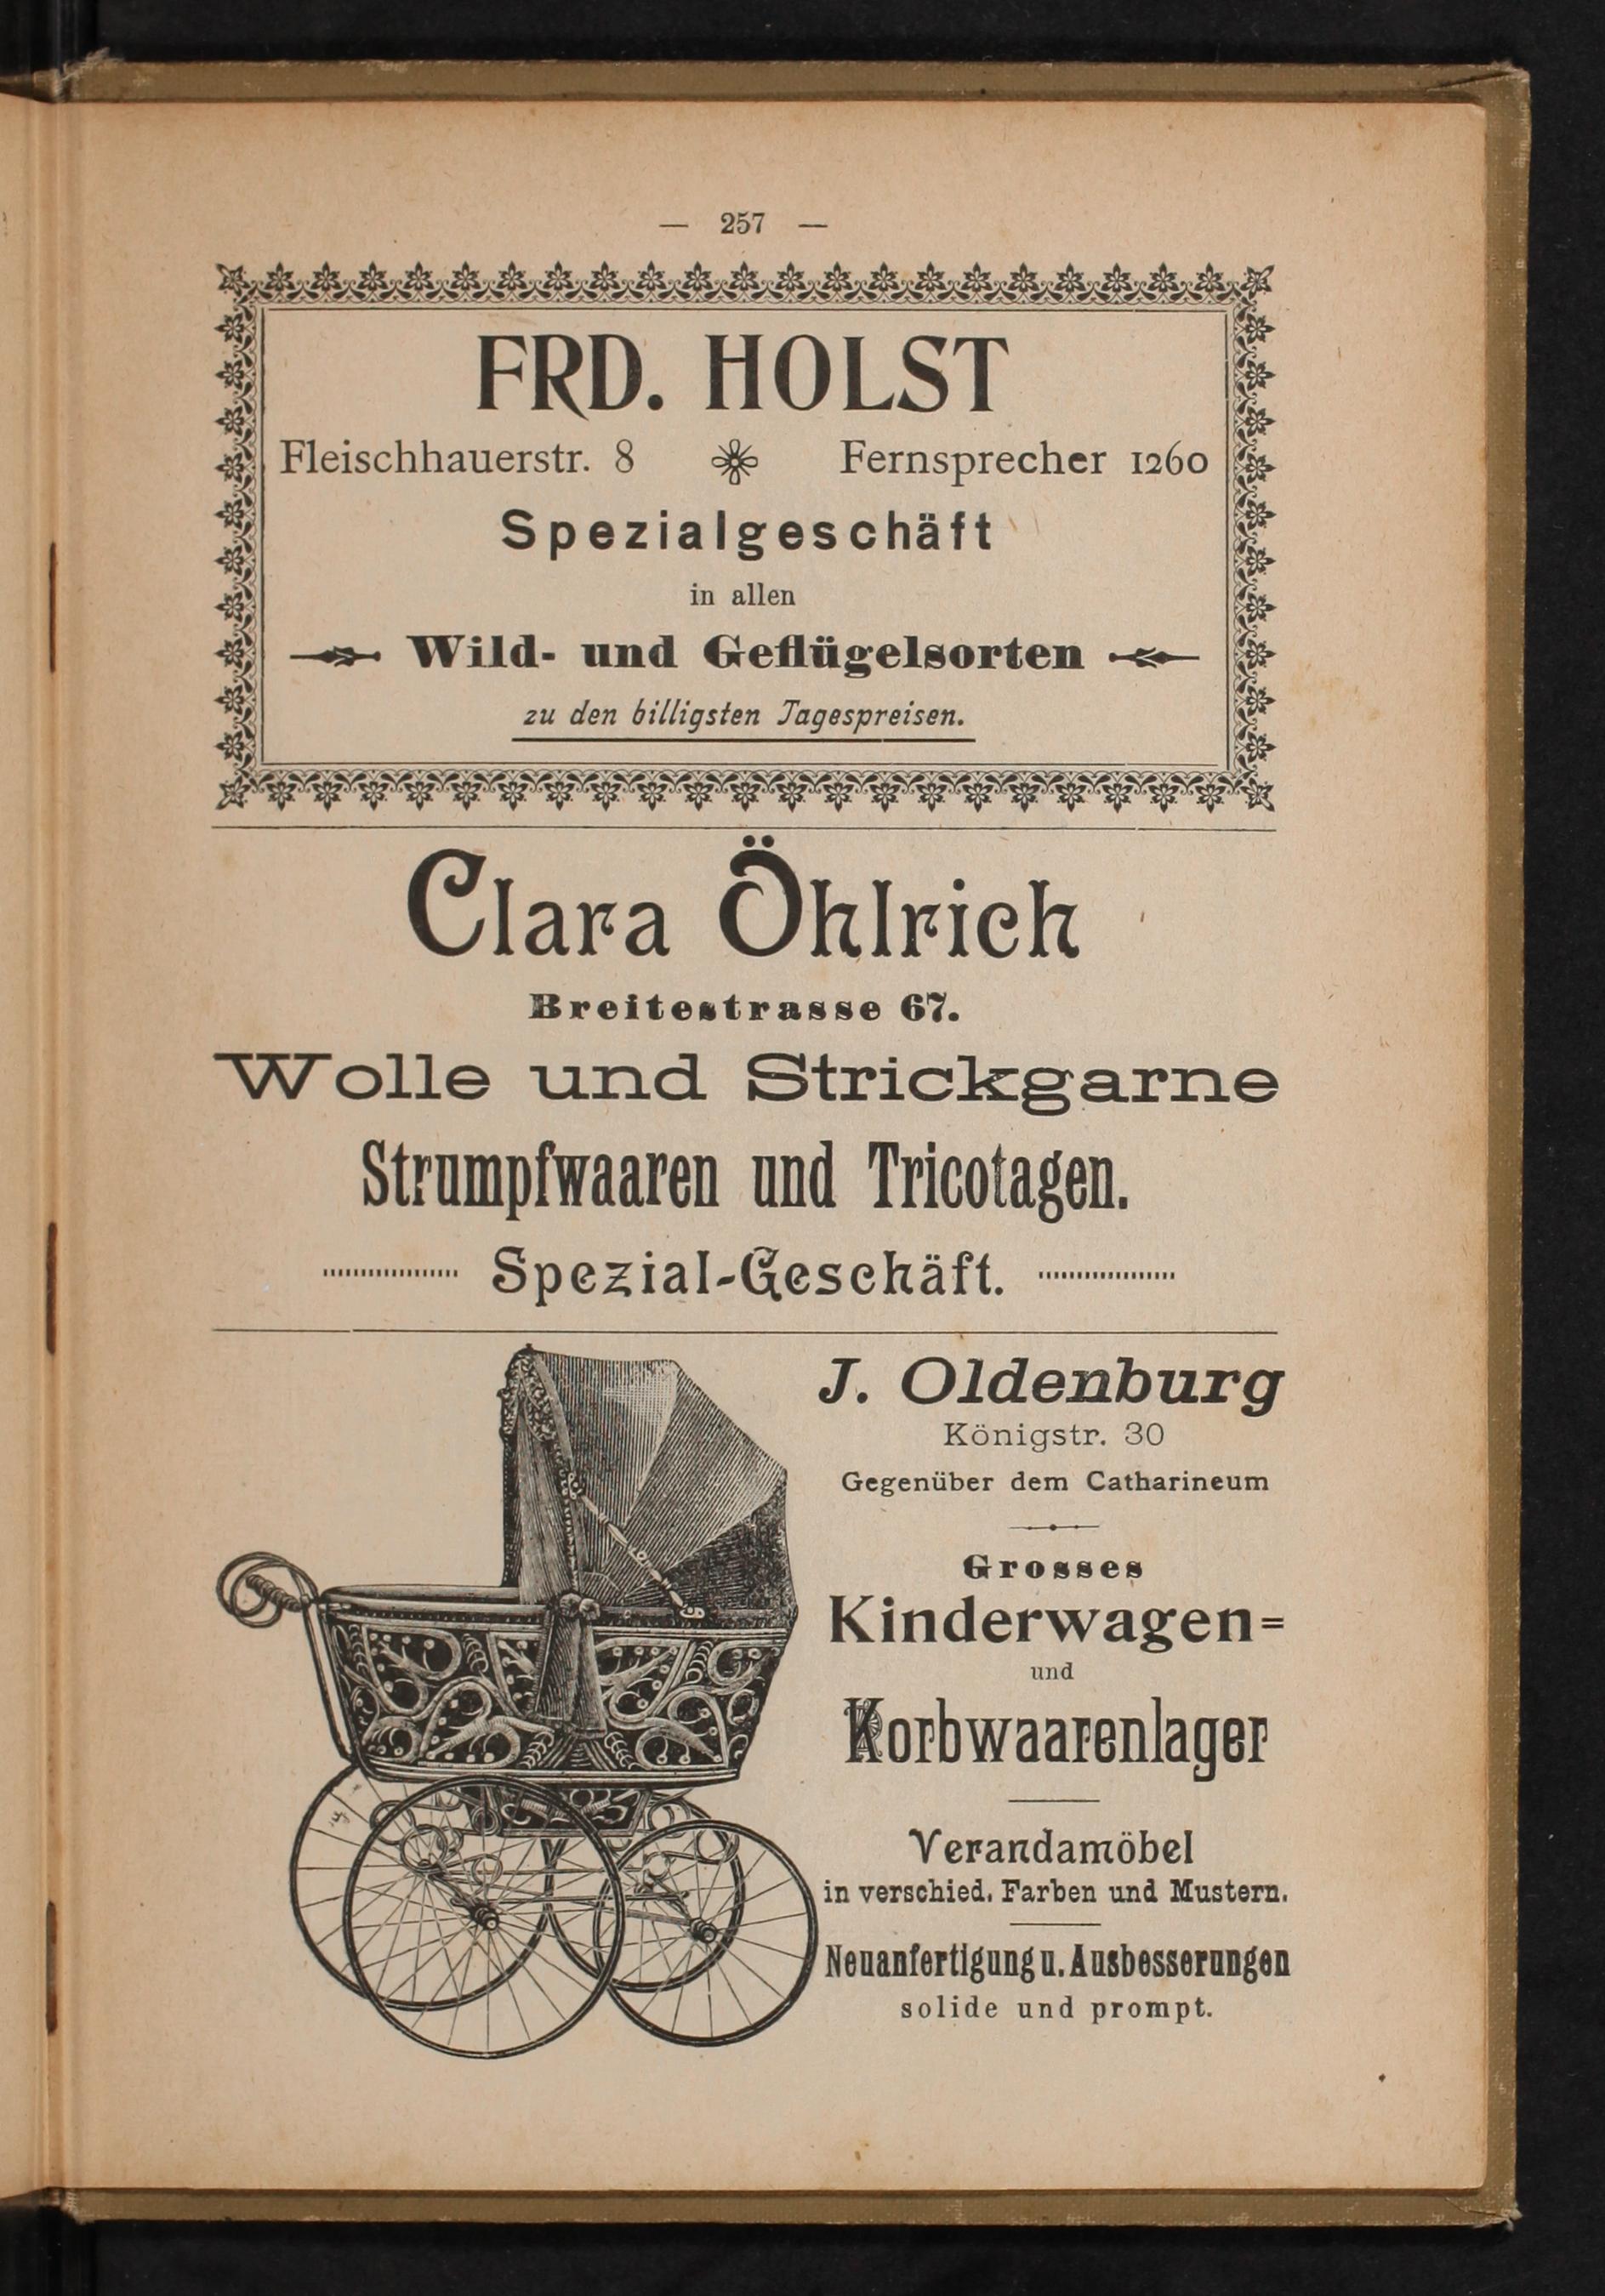 — 257 —
FRD. HOLST
Fleischhauerstr. 8 Fernsprecher 1260
Spezialgeschäft
in allen
Wild- und Geflügelsorten
zu den billigsten Tagespreisen.
Clara Öhlrich
Breitestrasse 67.
Wolle und Strickgarne
Strumpfwaaren und Tricotagen.
Spezial-Geschäft.
J. Oldenburg
Königstr. 30
Gegenüber dem Catharineum
Grosses
Kinderwagen=
und
Korbwaarenlager
Verandamöbel
in verschied. Farben und Mustern.
Neuanfertigung u. Ausbesserungen
solide und prompt.